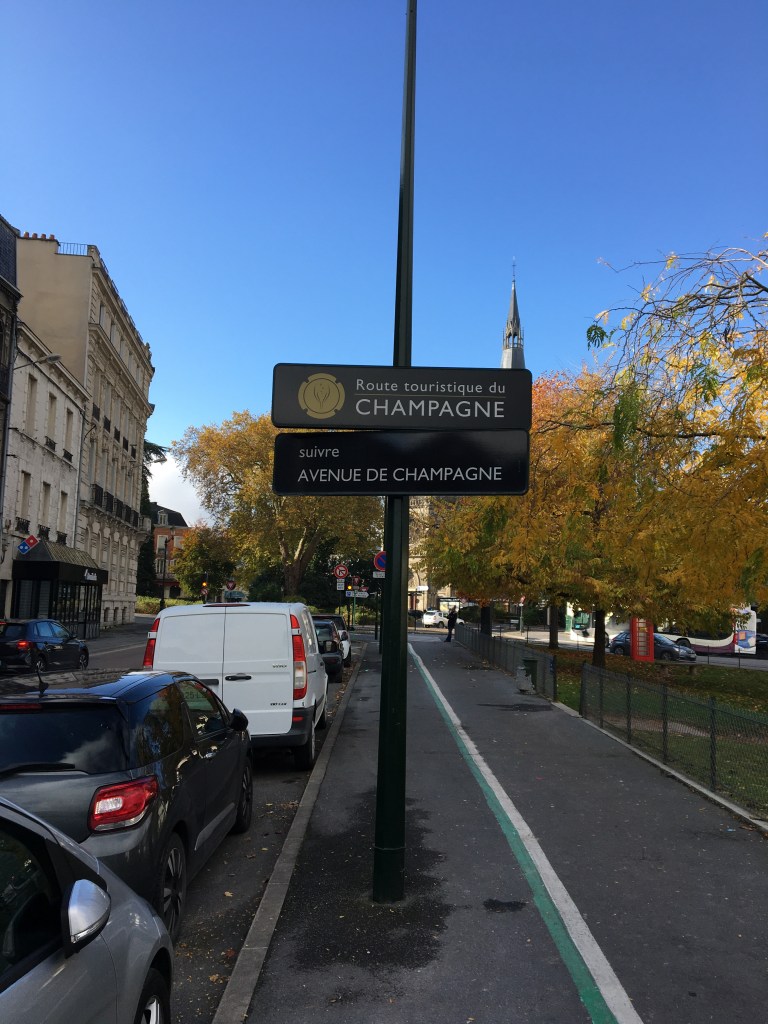 Route touristique du
CHAMPAGNE
suivre
AVENUE DE CHAMPAGNE